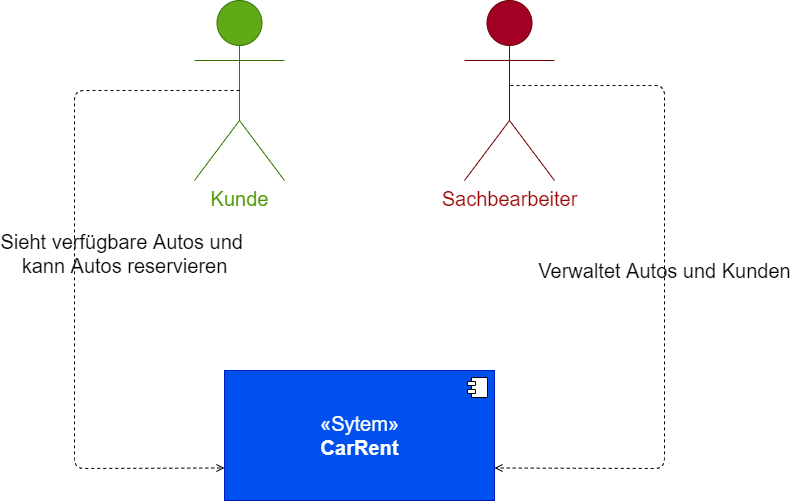 Kunde
Sachbearbeiter
Sieht verfügbare Autos und
kann Autos reservieren
Verwaltet Autos und Kunden
«Sytem»
CarRent